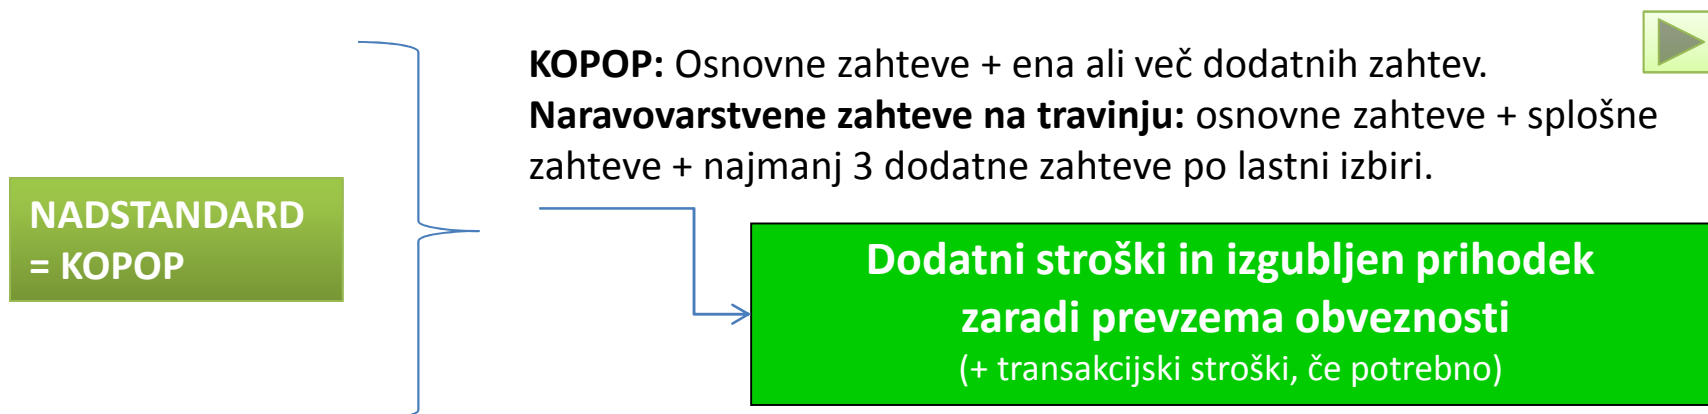 KOPOP: Osnovne zahteve + ena ali več dodatnih zahtev.
Naravovarstvene zahteve na travinju: osnovne zahteve + splošne
zahteve + najmanj 3 dodatne zahteve po lastni izbiri.
NADSTANDARD
= KOPOP
Dodatni stroški in izgubljen prihodek
zaradi prevzema obveznosti
(+ transakcijski stroški, če potrebno)